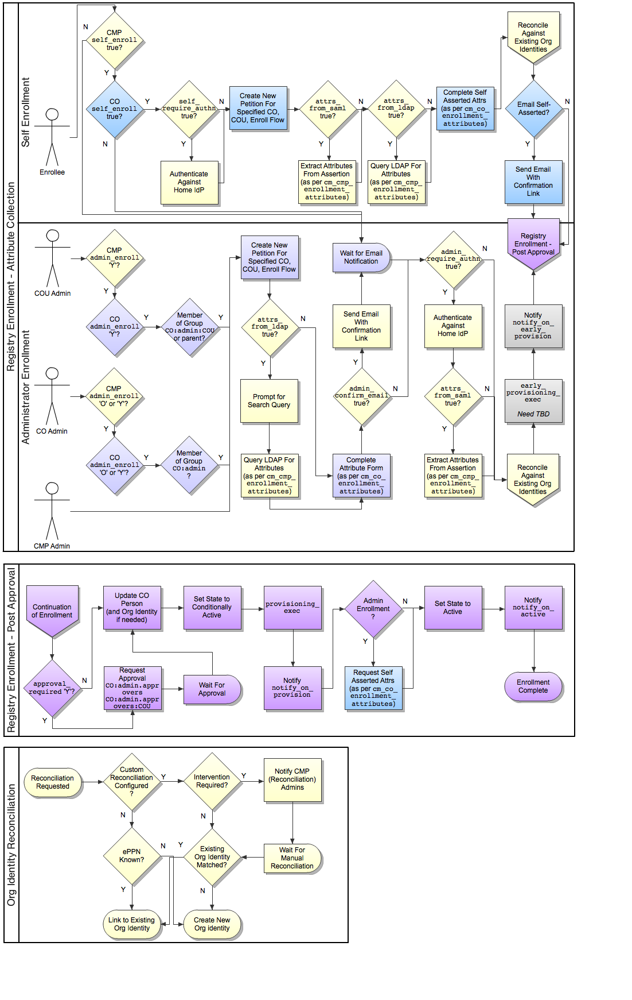 Registry Enrollment - Attribute Collection
Self Enrollment
Enrollee
N
CMP
self_enroll
true?
Y
CO
self_enroll
true?
Y
N
self_
require_authn
true?
N
Y
Authenticate
Against
Home IdP
Create New
Petition For
Specified CO,
COU, Enroll Flow
attrs_
from_saml
true?
N
Y
Extract Attributes
From Assertion
(as per cm_cmp_
enrollment_
attributes)
attrs_
from_ldap
true?
N
Y
Query LDAP For
Attributes
(as per cm_cmp_
enrollment_
attributes)
Complete Self
Asserted Attrs
(as per cm_co_
enrollment_
attributes)
Reconcile
Against
Existing Org
Identities
Email Self-
Asserted?
N
Y
Send Email
With
Confirmation
Link
Registry
Enrollment -
Post Approval
Administrator Enrollment
COU Admin
CMP
admin_enroll
'Y'?
Y
CO
admin_enroll
'Y'?
Y
Member
of Group
CO:admin:COU
or parent?
Y
CO Admin
CMP
admin_enroll
'O' or 'Y'?
Y
CO
admin_enroll
'O' or 'Y'?
Y
Member
of Group
CO:admin
?
Y
CMP Admin
Create New
Petition For
Specified CO,
COU, Enroll Flow
attrs_
from_ldap
true?
N
Y
Prompt for
Search Query
Query LDAP For
Attributes
(as per cm_cmp_
enrollment_
attributes)
Wait for Email
Notification
Send Email
With
Confirmation
Link
Y
admin_
confirm_email
true?
N
Complete
Attribute Form
(as per cm_co_
enrollment_
attributes)
admin_
require_authn
true?
N
Y
Authenticate
Against
Home IdP
attrs_
from_saml
true?
N
Y
Extract Attributes
From Assertion
(as per cm_cmp_
enrollment_
attributes)
Notify
notify_on_
early_
provision
early_
provisioning_
exec
Need TBD
Reconcile
Against
Existing Org
Identities
Registry Enrollment - Post Approval
Continuation
of Enrollment
approval_
required 'Y'?
N
Y
Update CO
Person
(and Org Identity
if needed)
Request
Approval
CO:admin.appr
overs
CO:admin.appr
overs:COU
Set State to
Conditionally
Active
Wait For
Approval
provisioning_
exec
Notify
notify_on_
provision
Admin
Enrollment
?
N
Y
Request Self
Asserted Attrs
(as per cm_co_
enrollment_
attributes)
Set State to
Active
Notify
notify_on_
active
Enrollment
Complete
Org Identity Reconciliation
Reconciliation
Requested
Custom
Reconciliation
Configured
?
Y
N
Intervention
Required?
Y
N
Notify CMP
(Reconciliation)
Admins
ePPN
Known?
N
Y
Existing
Org Identity
Matched?
Y
N
Wait For
Manual
Reconciliation
Link to Existing
Org Identity
Create New
Org identity